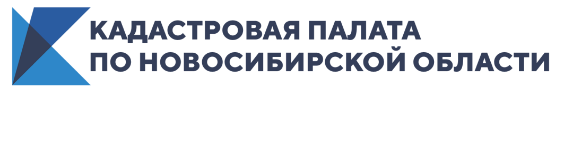 КАДАСТРОВАЯ ПАЛАТА
ПО НОВОСИБИРСКОЙ ОБЛАСТИ